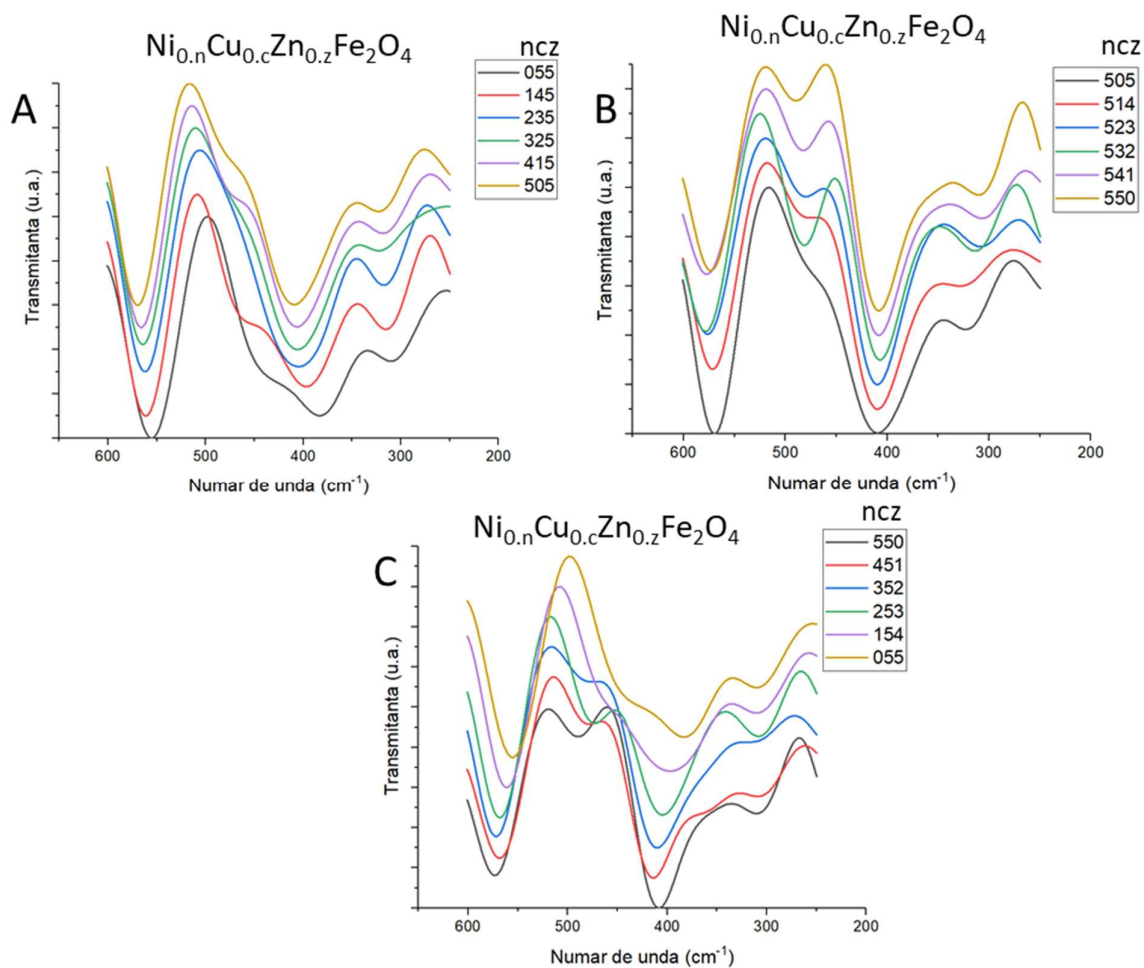 Ni0.nCu0.cZn0.zFe2O4
ncz
A
055
145
235
325
415
505
Transmitanta (u.a.)
600
500
400
300
200
Numar de unda (cm-1)
Ni0.nCu0.cZn0.zFe2O4
ncz
B
505
514
523
532
541
550
Transmitanta (u.a.)
600
500
400
300
200
Numar de unda (cm-1)
Ni0.nCu0.cZn0.zFe2O4
ncz
C
550
451
352
253
154
055
Transmitanta (u.a.)
600
500
400
300
200
Numar de unda (cm-1)